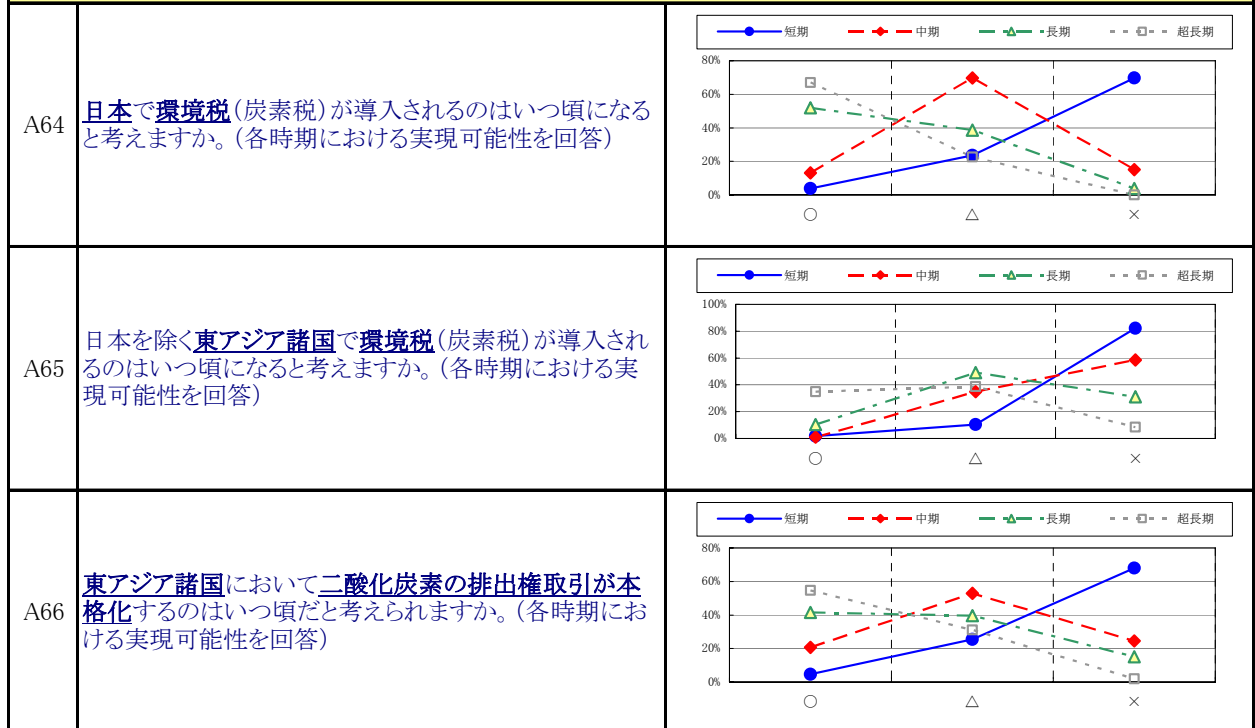 A64
日本で環境税(炭素税)が導入されるのはいつ頃になる
と考えますか。(各時期における実現可能性を回答)
短期 中期 長期 超長期
80%
60%
40%
20%
0%
○ △ ×
A65
日本を除く東アジア諸国で環境税(炭素税)が導入され
るのはいつ頃になると考えますか。(各時期における実
現可能性を回答)
短期 中期 長期 超長期
100%
80%
60%
40%
20%
0%
○ △ ×
A66
東アジア諸国において二酸化炭素の排出権取引が本
格化するのはいつ頃だと考えられますか。(各時期にお
ける実現可能性を回答)
短期 中期 長期 超長期
80%
60%
40%
20%
0%
○ △ ×